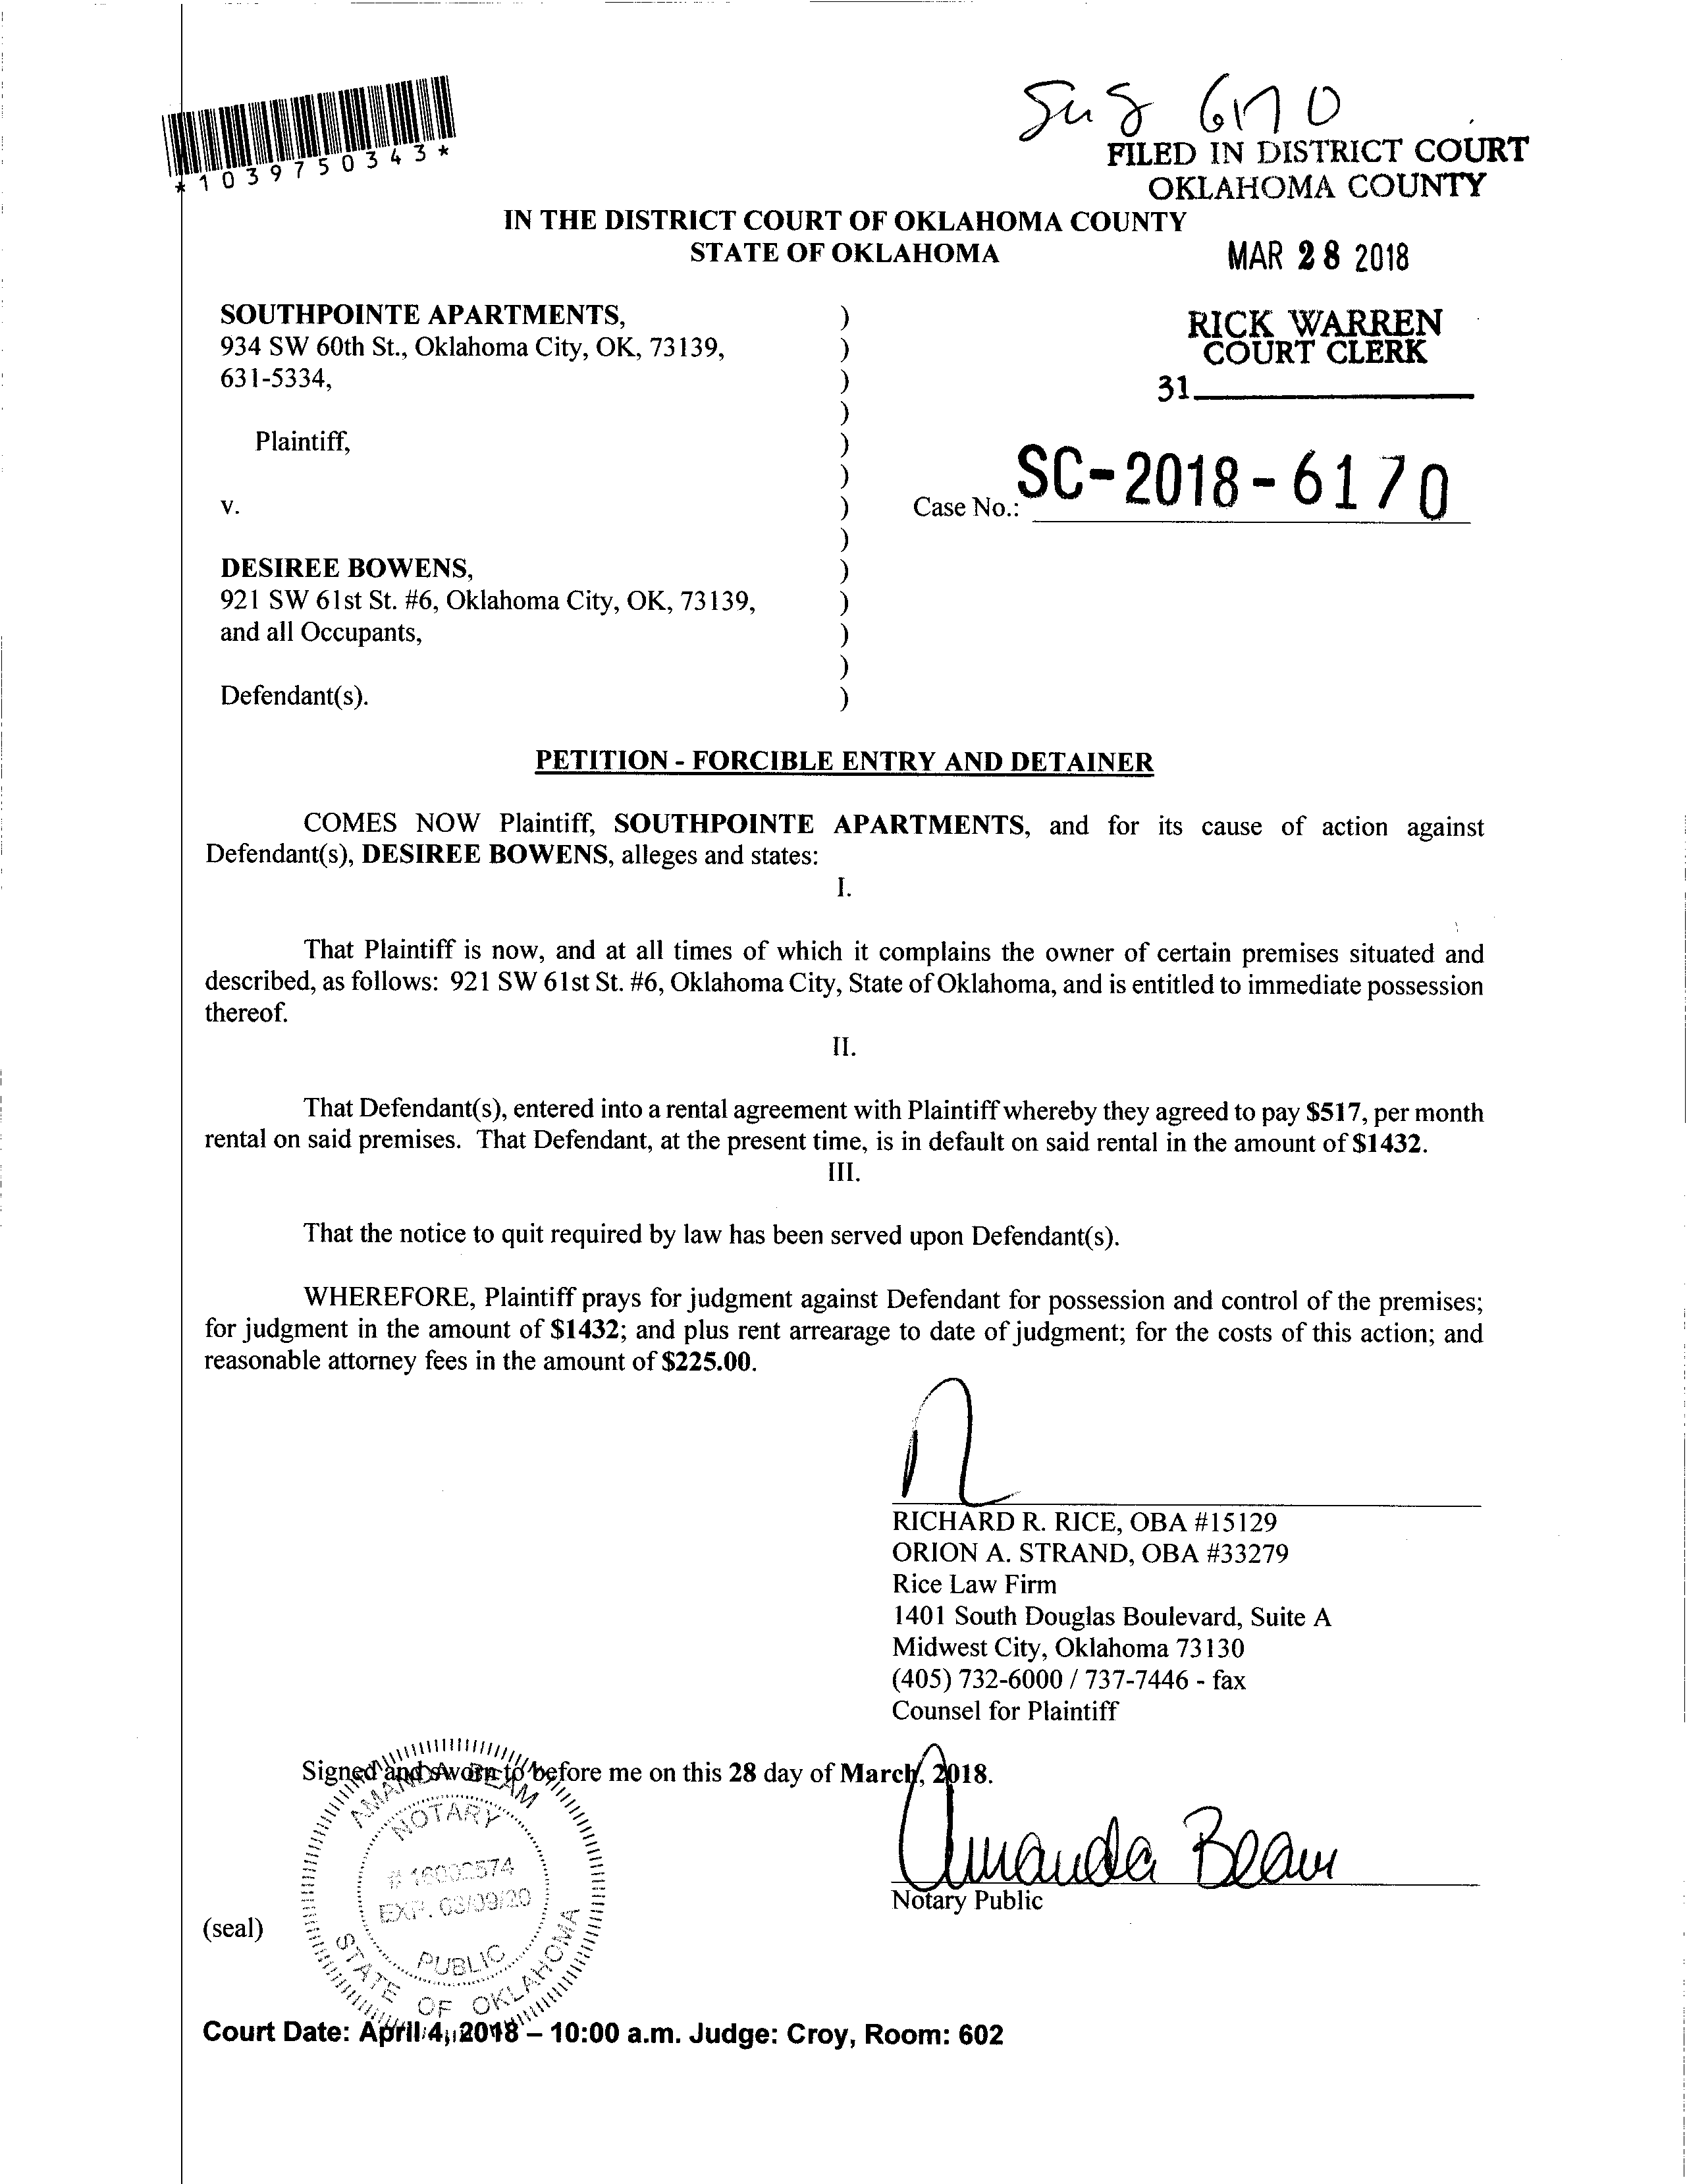 *1039750343*
6170
FILED IN DISTRICT COURT
OKLAHOMA COUNTY
IN THE DISTRICT COURT OF OKLAHOMA COUNTY
STATE OF OKLAHOMA
MAR 28 2018
SOUTHPOINTE APARTMENTS,
934 SW 60th St., Oklahoma City, OK, 73139,
631-5334,
Plaintiff,
v.
DESIREE BOWENS,
921 SW 61st St. #6, Oklahoma City, OK, 73139,
and all Occupants,
Defendant(s).
)
)
)
)
)
)
)
)
)
)
)
)
)
RICK WARREN
COURT CLERK
31
Case No.: SC-2018-6170
PETITION - FORCIBLE ENTRY AND DETAINER
COMES NOW Plaintiff, SOUTHPOINTE APARTMENTS, and for its cause of action against
Defendant(s), DESIREE BOWENS, alleges and states:
I.
That Plaintiff is now, and at all times of which it complains the owner of certain premises situated and
described, as follows: 921 SW 61st St. #6, Oklahoma City, State of Oklahoma, and is entitled to immediate possession
thereof.
II.
That Defendant(s), entered into a rental agreement with Plaintiff whereby they agreed to pay $517, per month
rental on said premises. That Defendant, at the present time, is in default on said rental in the amount of $1432.
III.
That the notice to quit required by law has been served upon Defendant(s).
WHEREFORE, Plaintiff prays for judgment against Defendant for possession and control of the premises;
for judgment in the amount of $1432; and plus rent arrearage to date of judgment; for the costs of this action; and
reasonable attorney fees in the amount of $225.00.
RICHARD R. RICE, OBA #15129
ORION A. STRAND, OBA #33279
Rice Law Firm
1401 South Douglas Boulevard, Suite A
Midwest City, Oklahoma 73130
(405) 732-6000 / 737-7446 - fax
Counsel for Plaintiff
Signed and sworn to before me on this 28 day of March, 2018.
AMANDA BEAM
NOTARY
EXP. 03/09/20
PUBLIC
STATE OF OKLAHOMA
Amanda Beam
Notary Public
(seal)
Court Date: April 4, 2018 – 10:00 a.m. Judge: Croy, Room: 602